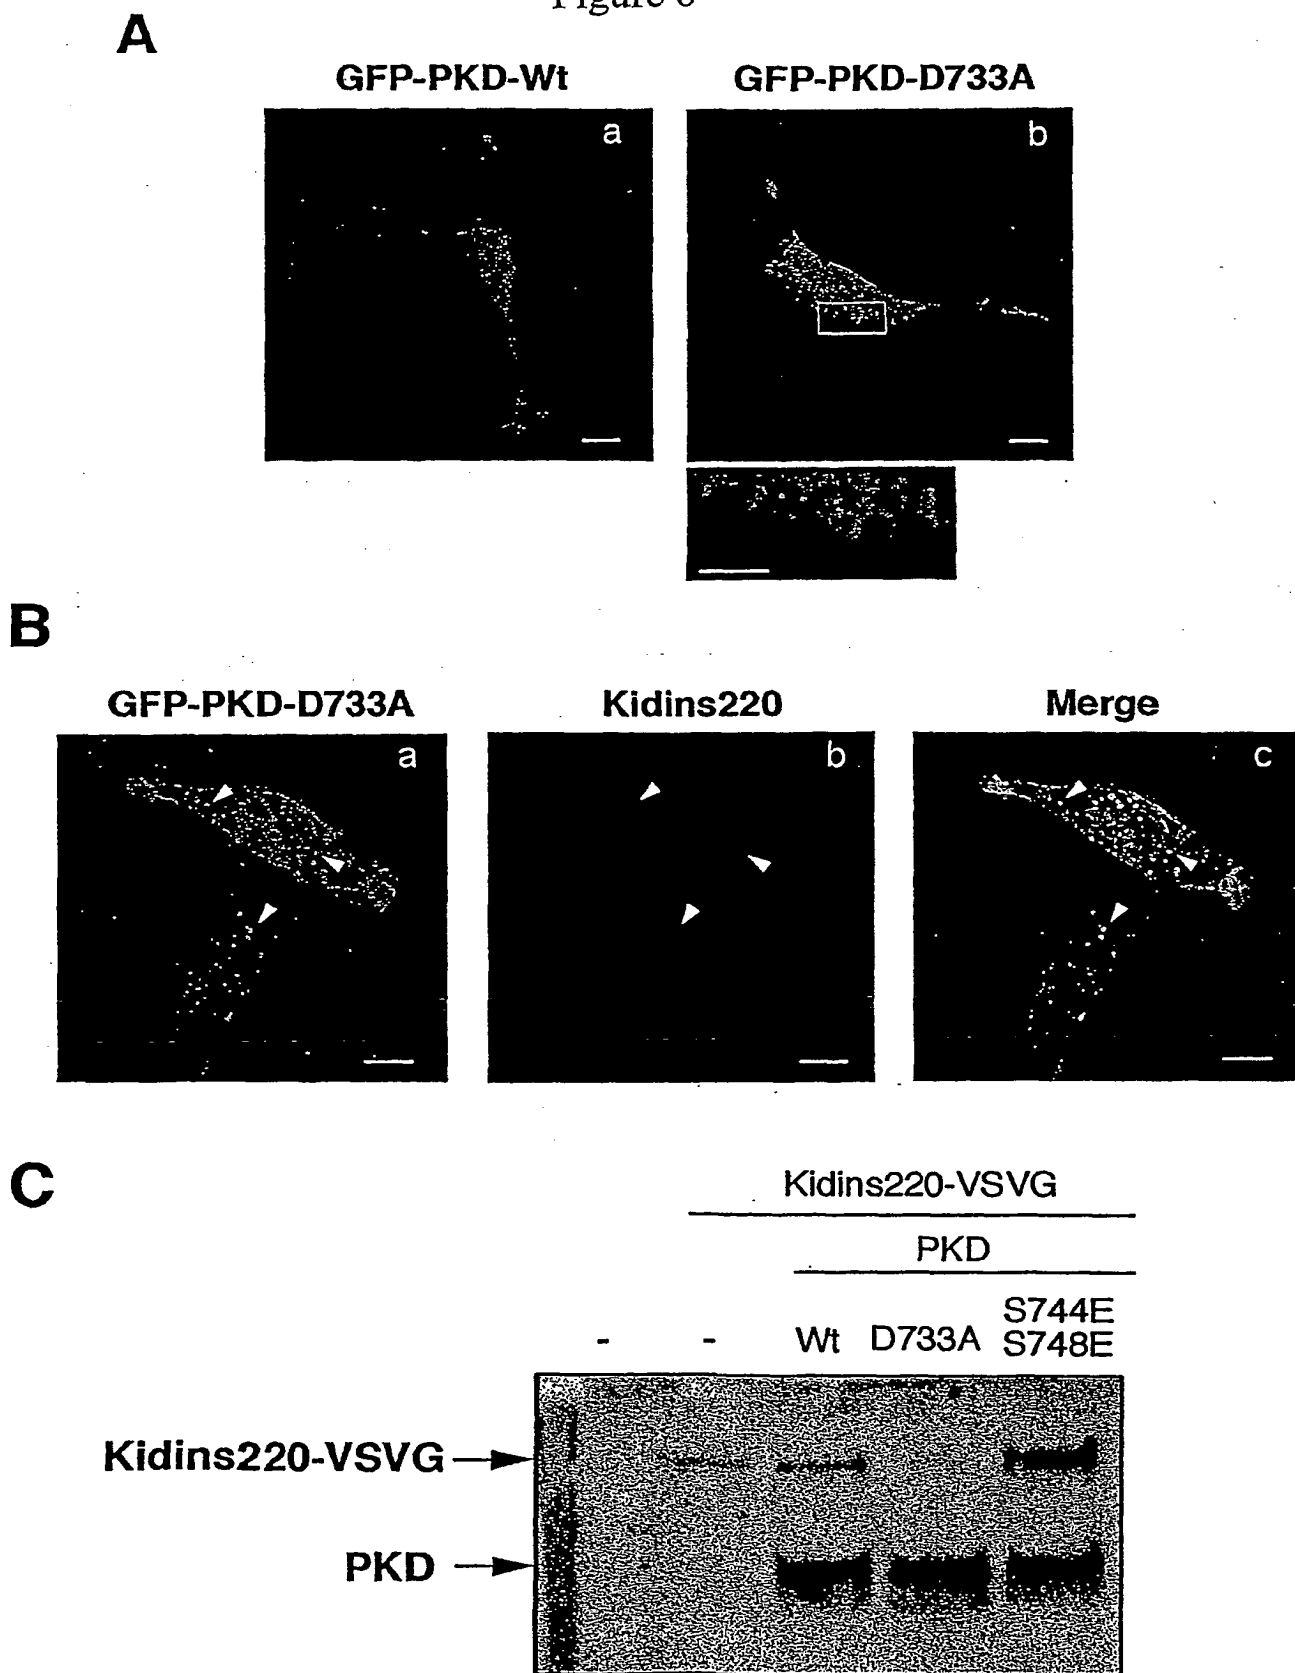 A
GFP-PKD-Wt
GFP-PKD-D733A
a
b
B
GFP-PKD-D733A
Kidins220
Merge
a
b
c
C
Kidins220-VSVG
PKD
S744E
- - Wt D733A S748E
Kidins220-VSVG
PKD